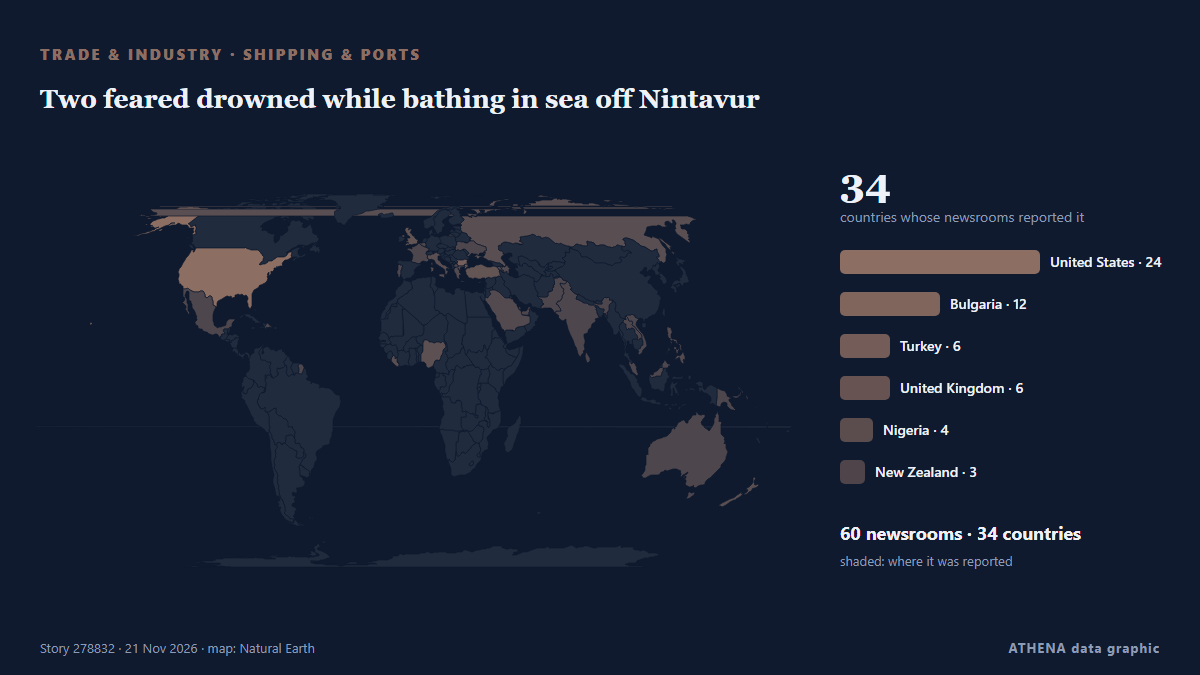 TRADE & INDUSTRY · SHIPPING & PORTS
Two feared drowned while bathing in sea off Nintavur
34
countries whose newsrooms reported it
United States · 24
Bulgaria · 12
Turkey · 6
United Kingdom · 6
Nigeria · 4
New Zealand · 3
60 newsrooms · 34 countries
shaded: where it was reported
Story 278832 · 21 Nov 2026 · map: Natural Earth
ATHENA data graphic